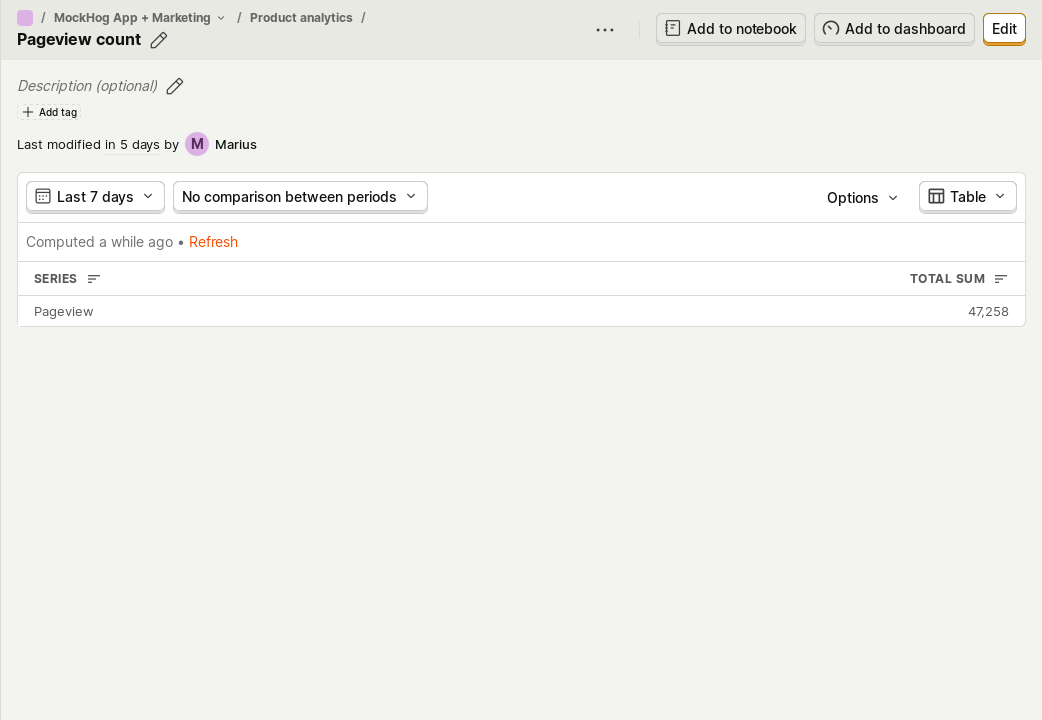 / MockHog App + Marketing / Product analytics /
Pageview count
Add to notebook
Add to dashboard
Edit
Description (optional)
Add tag
Last modified in 5 days by M Marius
Last 7 days
No comparison between periods
Options
Table
Computed a while ago • Refresh
SERIES
TOTAL SUM
Pageview
47,258